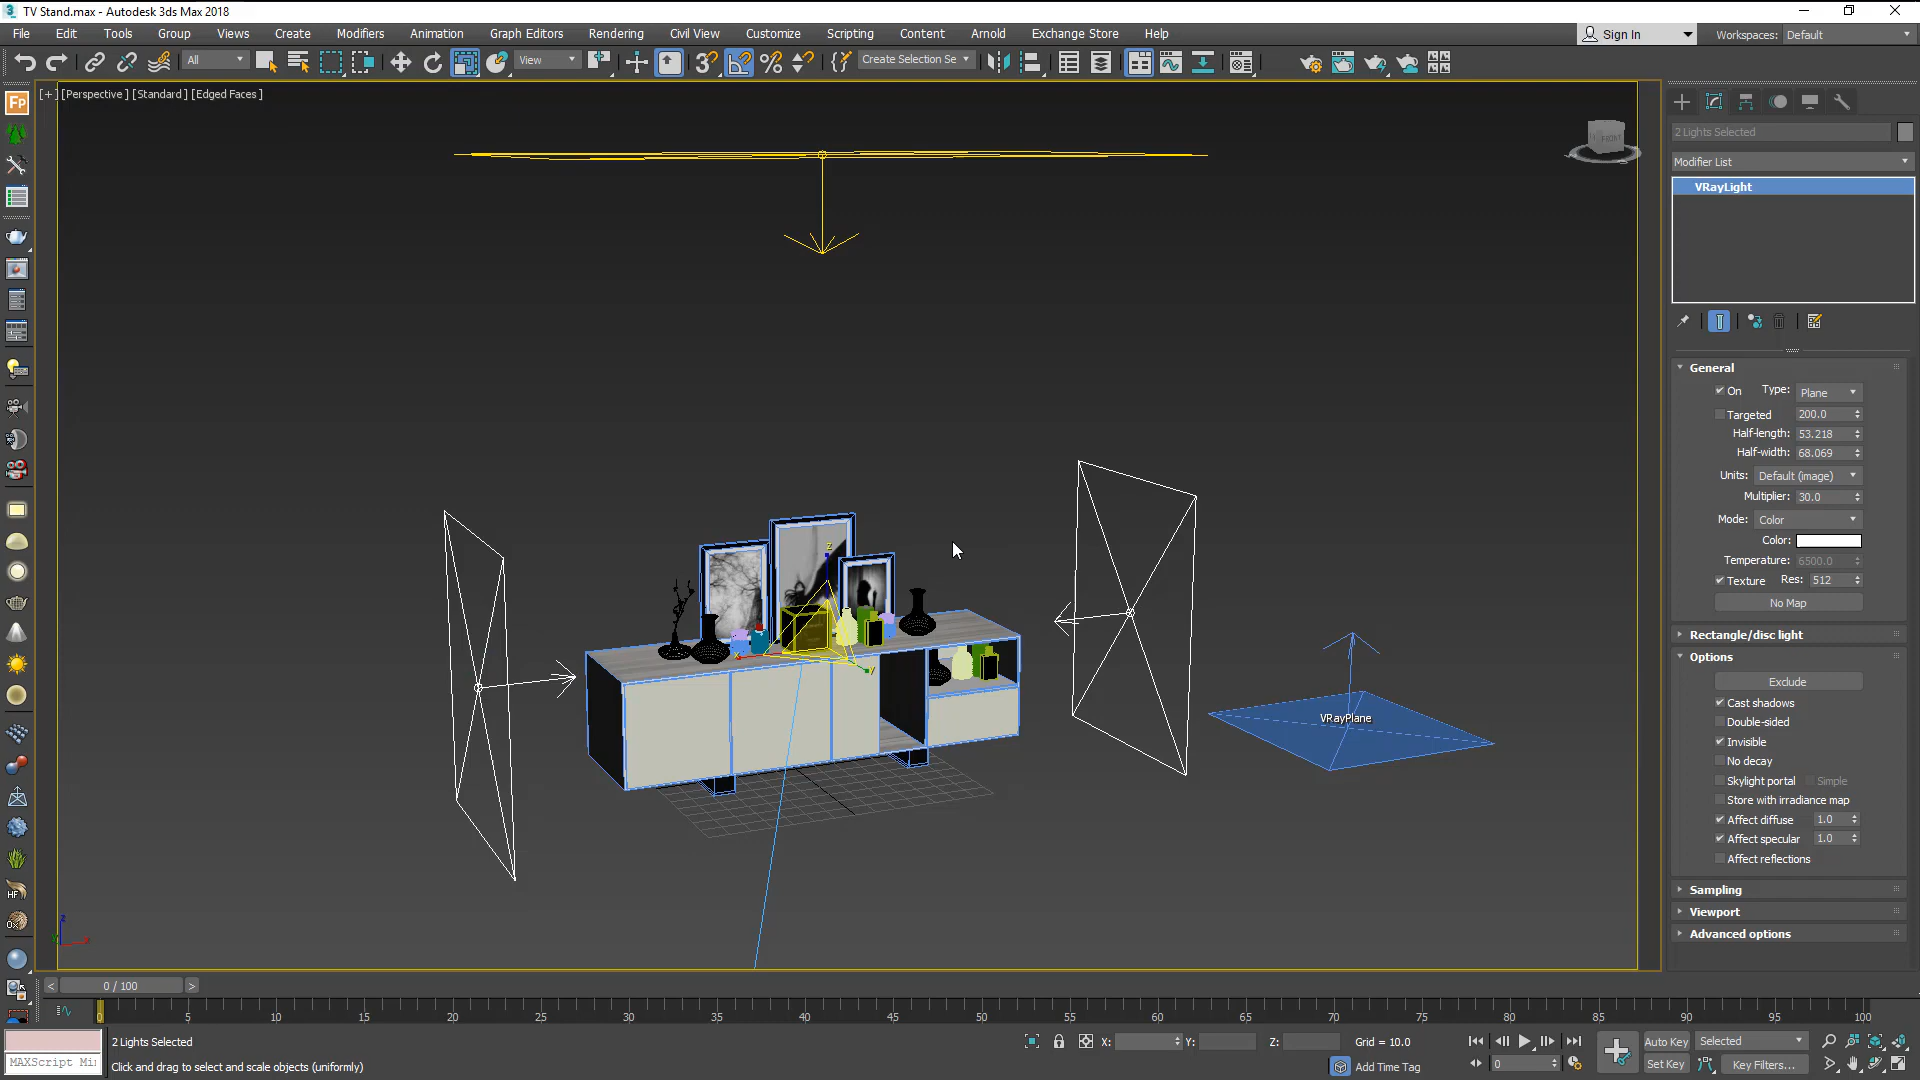 TV Stand.max - Autodesk 3ds Max 2018
File Edit Tools Group Views Create Modifiers Animation Graph Editors Rendering Civil View Customize Scripting Content Arnold Exchange Store Help Sign In Workspaces: Default
All View Create Selection Se
[+] [Perspective ] [Standard ] [Edged Faces ]
FRONT
2 Lights Selected
Modifier List
VRayLight
General
On Type: Plane
Targeted 200.0
Half-length: 53.218
Half-width: 68.069
Units: Default (image)
Multiplier: 30.0
Mode: Color
Color:
Temperature: 6500.0
Texture Res: 512
No Map
Rectangle/disc light
Options
Exclude
Cast shadows
Double-sided
Invisible
No decay
Skylight portal Simple
Store with irradiance map
Affect diffuse 1.0
Affect specular 1.0
Affect reflections
Sampling
Viewport
Advanced options
VRayPlane
z
x
y
z
0 / 100
0 5 10 15 20 25 30 35 40 45 50 55 60 65 70 75 80 85 90 95 100
2 Lights Selected X: Y: Z: Grid = 10.0 Auto Key Selected
MAXScript Mi Click and drag to select and scale objects (uniformly) Add Time Tag 0 Set Key Key Filters...